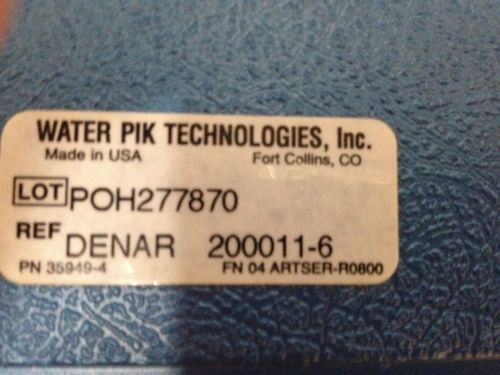 WATER PIK TECHNOLOGIES, Inc.
Made in USA Fort Collins, CO
LOT POH277870
REF DENAR 200011-6
PN 35949-4 FN 04 ARTSER-R0800